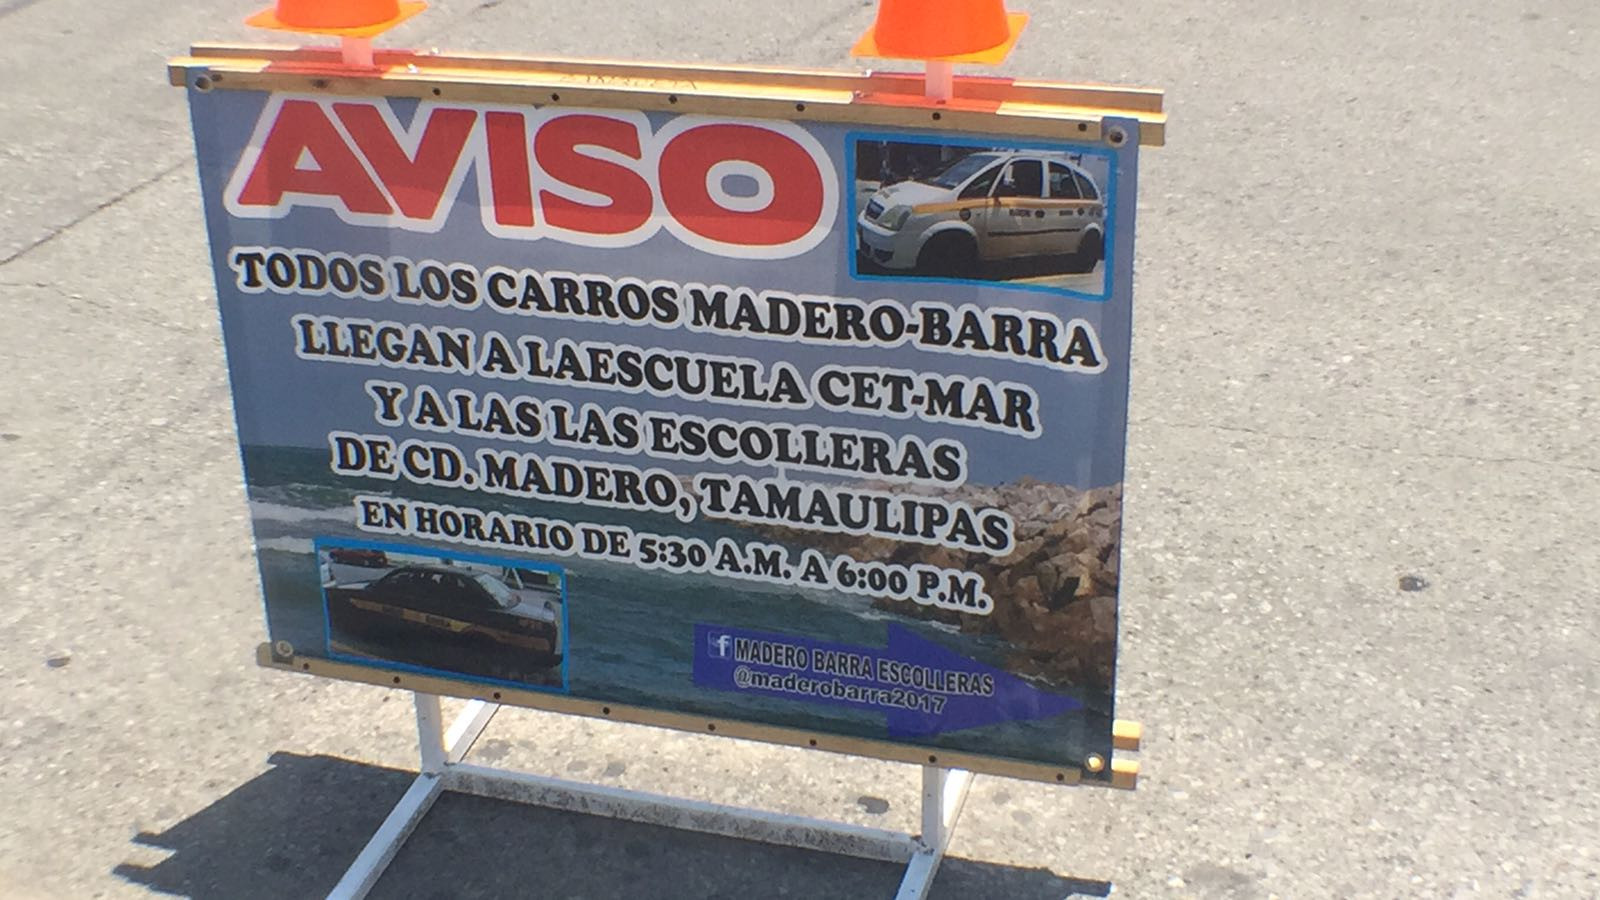 AVISO
TODOS LOS CARROS MADERO-BARRA
LLEGAN A LAESCUELA CET-MAR
Y A LAS LAS ESCOLLERAS
DE CD. MADERO, TAMAULIPAS
EN HORARIO DE 5:30 A.M. A 6:00 P.M.
f MADERO BARRA ESCOLLERAS
@maderobarra2017